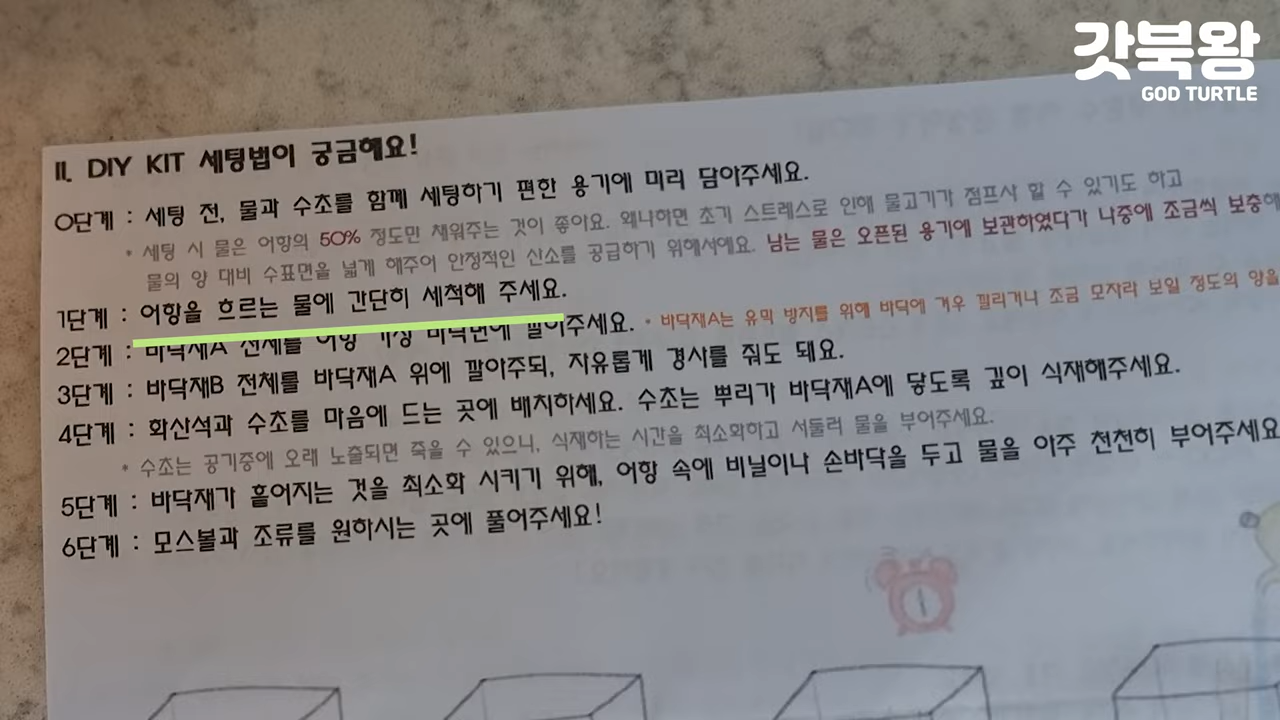 갓북왕
GOD TURTLE
II. DIY KIT 세팅법이 궁금해요!
0단계 : 세팅 전, 물과 수초를 함께 세팅하기 편한 용기에 미리 담아주세요.
* 세팅 시 물은 어항의 50% 정도만 채워주는 것이 좋아요. 왜냐하면 초기 스트레스로 인해 물고기가 점프사 할 수 있기도 하고
물의 양 대비 수표면을 넓게 해주어 안정적인 산소를 공급하기 위해서예요. 남는 물은 오픈된 용기에 보관하였다가 나중에 조금씩 보충해
1단계 : 어항을 흐르는 물에 간단히 세척해 주세요.
2단계 : 바닥재A 전체를 어항 가장 바닥면에 깔아주세요. * 바닥재A는 유막 방지를 위해 바닥에 겨우 깔리거나 조금 모자라 보일 정도의 양을
3단계 : 바닥재B 전체를 바닥재A 위에 깔아주되, 자유롭게 경사를 줘도 돼요.
4단계 : 화산석과 수초를 마음에 드는 곳에 배치하세요. 수초는 뿌리가 바닥재A에 닿도록 깊이 식재해주세요.
* 수초는 공기중에 오래 노출되면 죽을 수 있으니, 식재하는 시간을 최소화하고 서둘러 물을 부어주세요.
5단계 : 바닥재가 흩어지는 것을 최소화 시키기 위해, 어항 속에 비닐이나 손바닥을 두고 물을 아주 천천히 부어주세요
6단계 : 모스볼과 조류를 원하시는 곳에 풀어주세요!